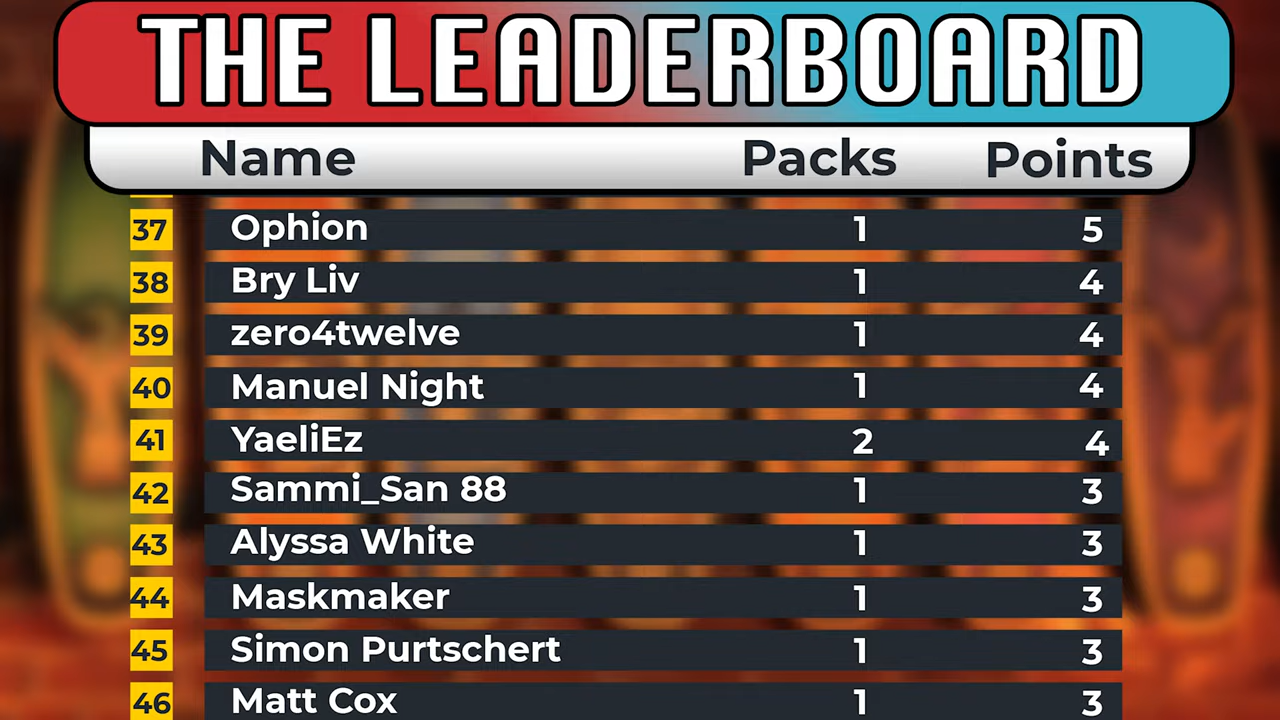 THE LEADERBOARD
Name Packs Points
37 Ophion 1 5
38 Bry Liv 1 4
39 zero4twelve 1 4
40 Manuel Night 1 4
41 YaeliEz 2 4
42 Sammi_San 88 1 3
43 Alyssa White 1 3
44 Maskmaker 1 3
45 Simon Purtschert 1 3
46 Matt Cox 1 3